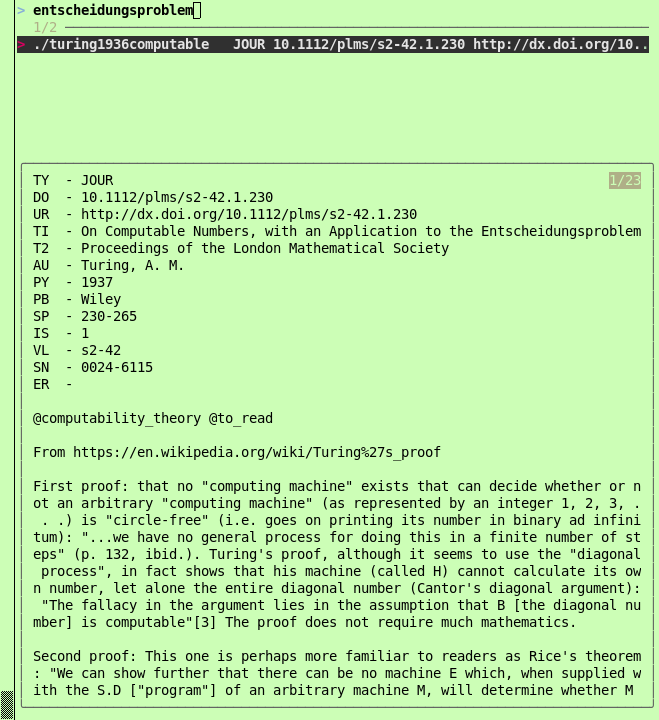 > entscheidungsproblem
1/2
> ./turing1936computable   JOUR 10.1112/plms/s2-42.1.230 http://dx.doi.org/10..
TY  - JOUR 1/23
DO  - 10.1112/plms/s2-42.1.230
UR  - http://dx.doi.org/10.1112/plms/s2-42.1.230
TI  - On Computable Numbers, with an Application to the Entscheidungsproblem
T2  - Proceedings of the London Mathematical Society
AU  - Turing, A. M.
PY  - 1937
PB  - Wiley
SP  - 230-265
IS  - 1
VL  - s2-42
SN  - 0024-6115
ER  -
@computability_theory @to_read
From https://en.wikipedia.org/wiki/Turing%27s_proof
First proof: that no "computing machine" exists that can decide whether or n
ot an arbitrary "computing machine" (as represented by an integer 1, 2, 3, .
 . .) is "circle-free" (i.e. goes on printing its number in binary ad infini
tum): "...we have no general process for doing this in a finite number of st
eps" (p. 132, ibid.). Turing's proof, although it seems to use the "diagonal
 process", in fact shows that his machine (called H) cannot calculate its ow
n number, let alone the entire diagonal number (Cantor's diagonal argument):
 "The fallacy in the argument lies in the assumption that B [the diagonal nu
mber] is computable"[3] The proof does not require much mathematics.
Second proof: This one is perhaps more familiar to readers as Rice's theorem
: "We can show further that there can be no machine E which, when supplied w
ith the S.D ["program"] of an arbitrary machine M, will determine whether M